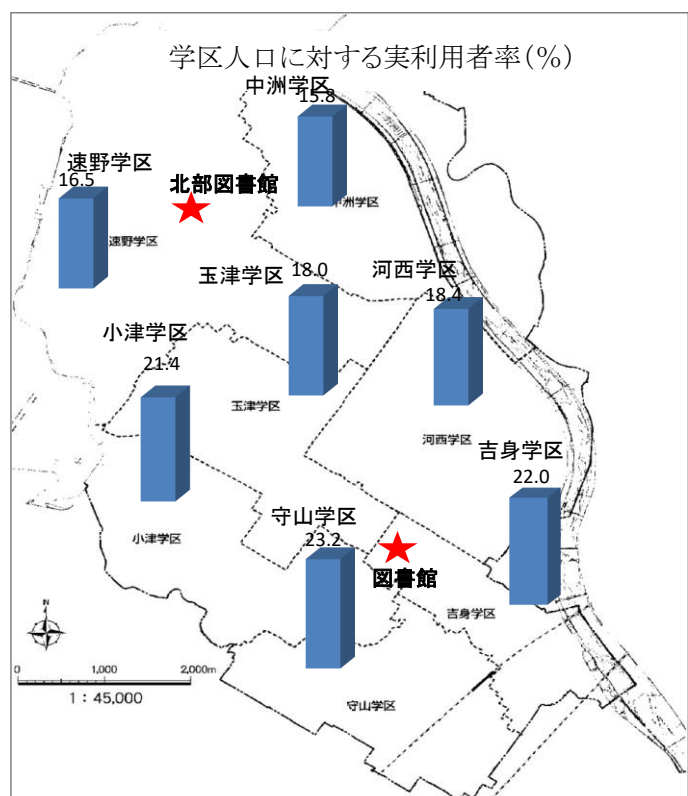 学区人口に対する実利用者率(%)
中洲学区
15.8
速野学区
16.5
北部図書館
中洲学区
速野学区
玉津学区
18.0
河西学区
18.4
小津学区
21.4
玉津学区
河西学区
吉身学区
22.0
守山学区
23.2
小津学区
図書館
吉身学区
N
0 1,000 2,000m
1：45,000
守山学区